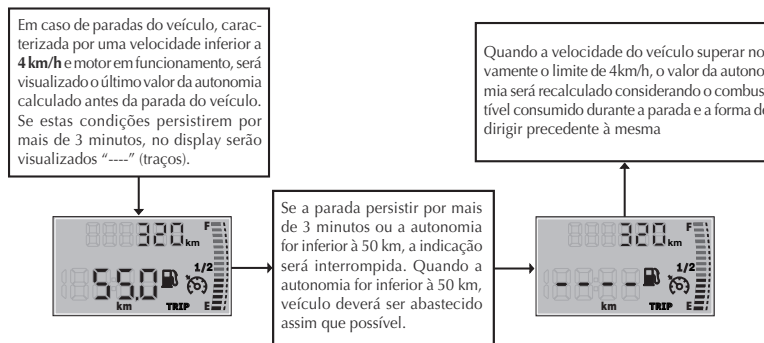 Em caso de paradas do veículo, carac-
terizada por uma velocidade inferior a
4 km/h e motor em funcionamento, será
visualizado o último valor da autonomia
calculado antes da parada do veículo.
Se estas condições persistirem por
mais de 3 minutos, no display serão
visualizados "----" (traços).
Quando a velocidade do veículo superar no-
vamente o limite de 4km/h, o valor da autono-
mia será recalculado considerando o combus-
tível consumido durante a parada e a forma de
dirigir precedente à mesma
Se a parada persistir por mais
de 3 minutos ou a autonomia
for inferior à 50 km, a indicação
será interrompida. Quando a
autonomia for inferior à 50 km,
veículo deverá ser abastecido
assim que possível.
320 km F
1/2
55.0
km TRIP E
320 km F
1/2
----
km TRIP E